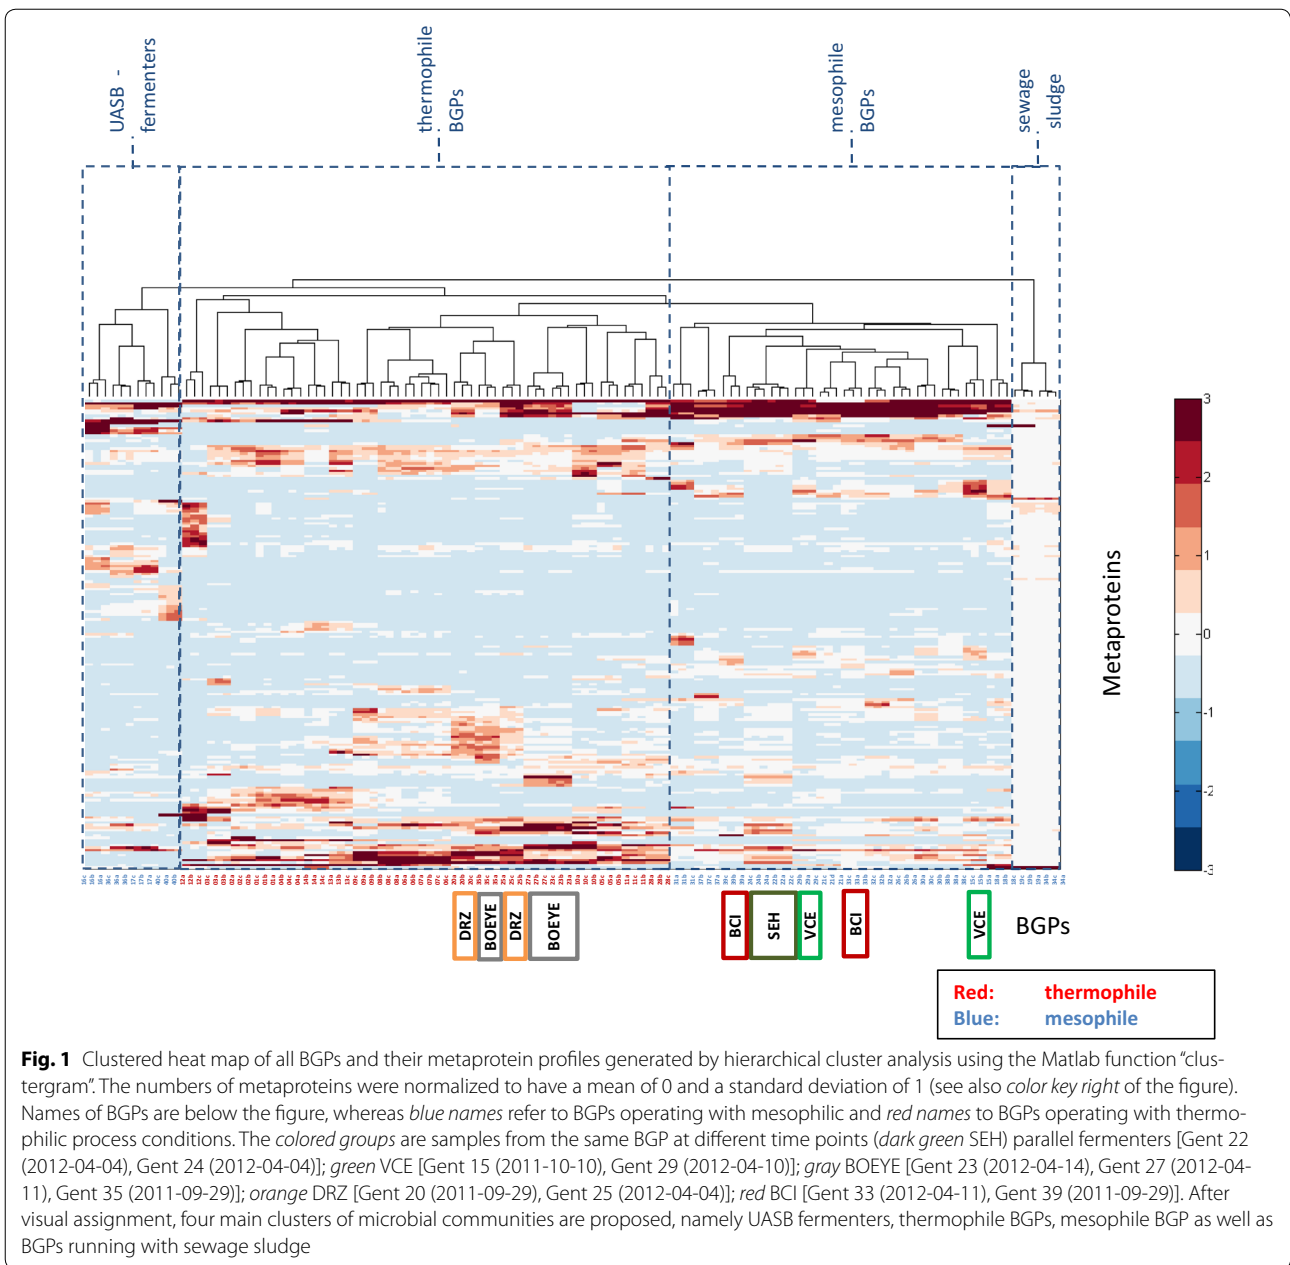 UASB -
fermenters
thermophile
BGPs
mesophile
BGPs
sewage
sludge
3
2
1
0
-1
-2
-3
Metaproteins
DRZ
BOEYE
DRZ
BOEYE
BCI
SEH
VCE
BCI
VCE
BGPs
Red: thermophile
Blue: mesophile
Fig. 1 Clustered heat map of all BGPs and their metaprotein profiles generated by hierarchical cluster analysis using the Matlab function “clus-
tergram”. The numbers of metaproteins were normalized to have a mean of 0 and a standard deviation of 1 (see also color key right of the figure).
Names of BGPs are below the figure, whereas blue names refer to BGPs operating with mesophilic and red names to BGPs operating with thermo-
philic process conditions. The colored groups are samples from the same BGP at different time points (dark green SEH) parallel fermenters [Gent 22
(2012-04-04), Gent 24 (2012-04-04)]; green VCE [Gent 15 (2011-10-10), Gent 29 (2012-04-10)]; gray BOEYE [Gent 23 (2012-04-14), Gent 27 (2012-04-
11), Gent 35 (2011-09-29)]; orange DRZ [Gent 20 (2011-09-29), Gent 25 (2012-04-04)]; red BCI [Gent 33 (2012-04-11), Gent 39 (2011-09-29)]. After
visual assignment, four main clusters of microbial communities are proposed, namely UASB fermenters, thermophile BGPs, mesophile BGP as well as
BGPs running with sewage sludge